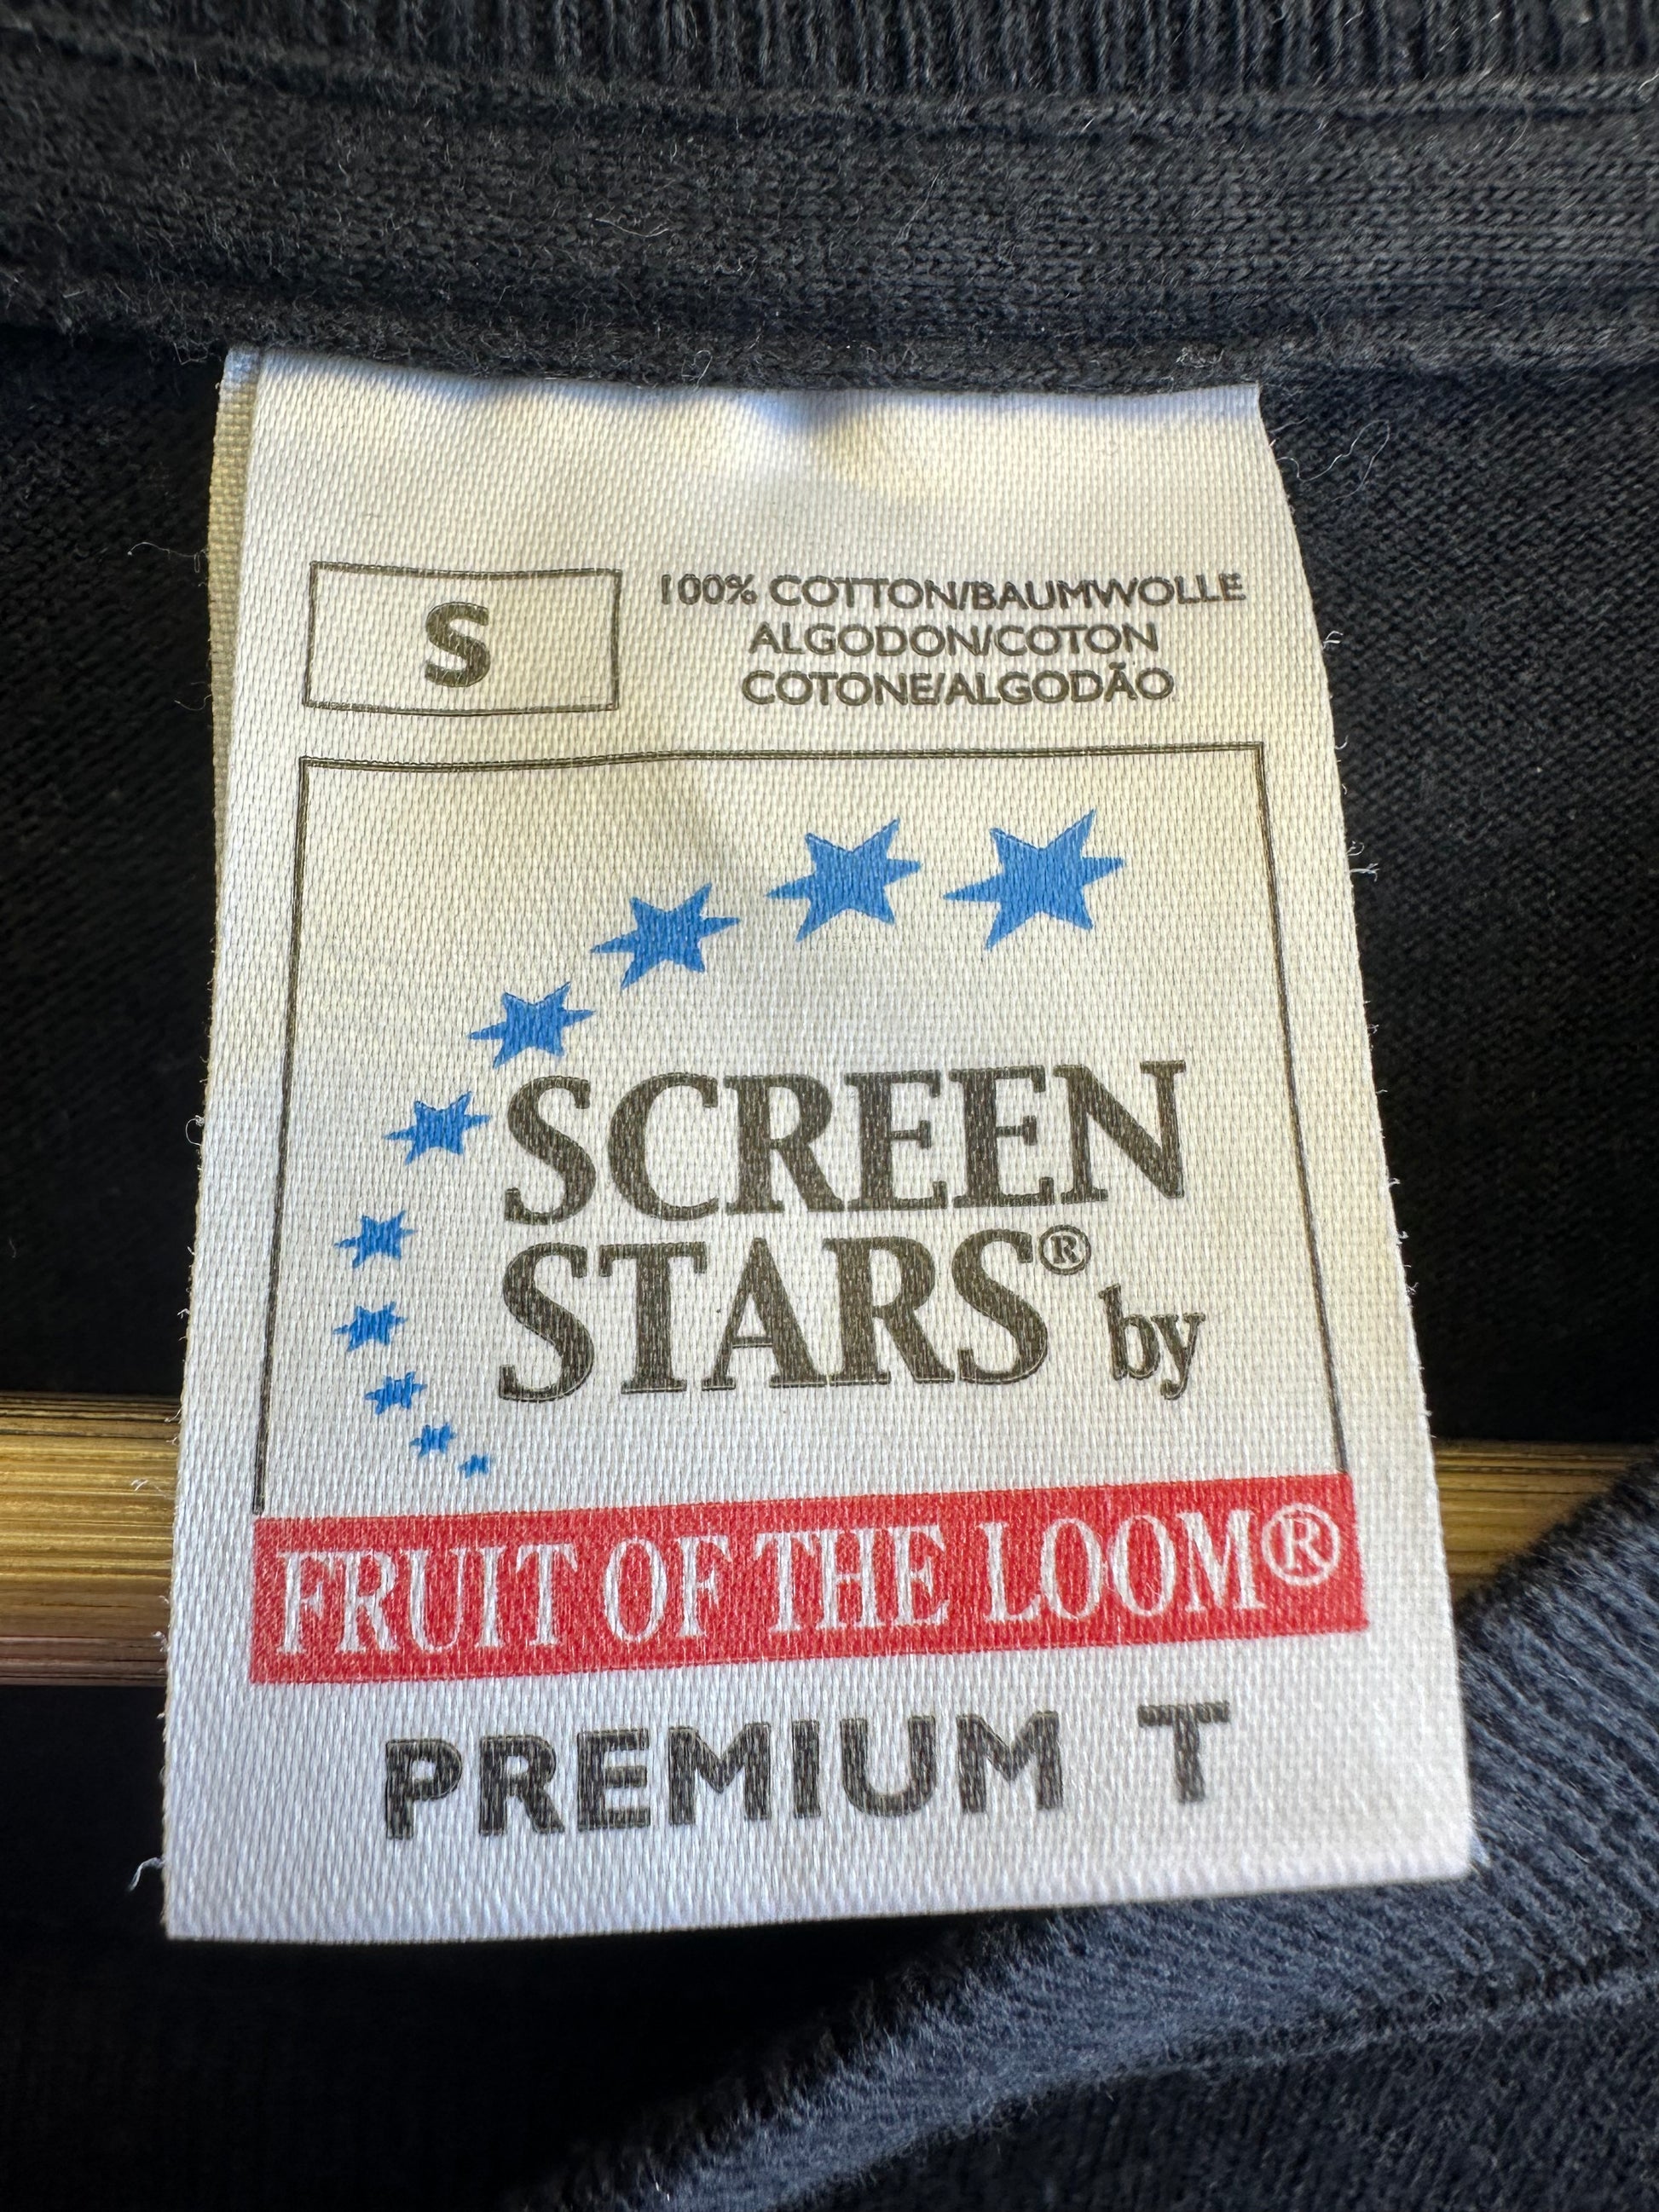 S
100% COTTON/BAUMWOLLE
ALGODON/COTON
COTONE/ALGODÃO
SCREEN
STARS® by
FRUIT OF THE LOOM®
PREMIUM T